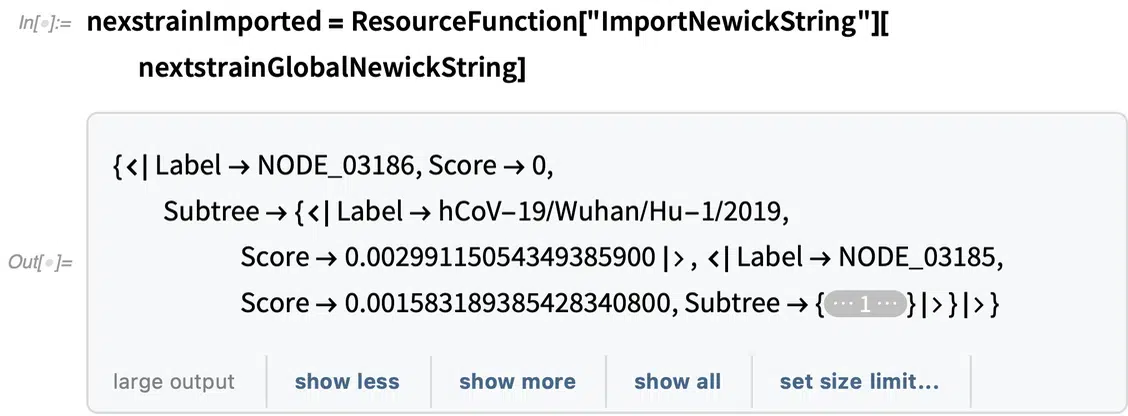 In[•]:= nexstrainImported = ResourceFunction["ImportNewickString"][
nextstrainGlobalNewickString]
{<| Label → NODE_03186, Score → 0,
Subtree → {<| Label → hCoV-19/Wuhan/Hu-1/2019,
Out[•]= Score → 0.00299115054349385900 |>, <| Label → NODE_03185,
Score → 0.001583189385428340800, Subtree → {⋯ 1 ⋯}|>}|>}
large output show less show more show all set size limit...